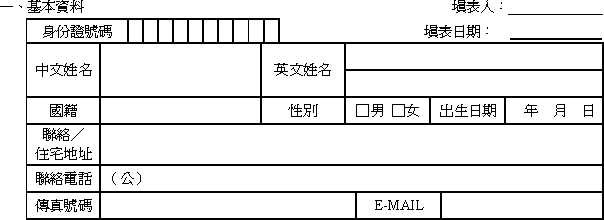 一、基本資料 填表人：
身份證號碼 填表日期：
中文姓名 英文姓名
國籍 性別 □男 □女 出生日期 年 月 日
聯絡／
住宅地址
聯絡電話 （公）
傳真號碼 E-MAIL